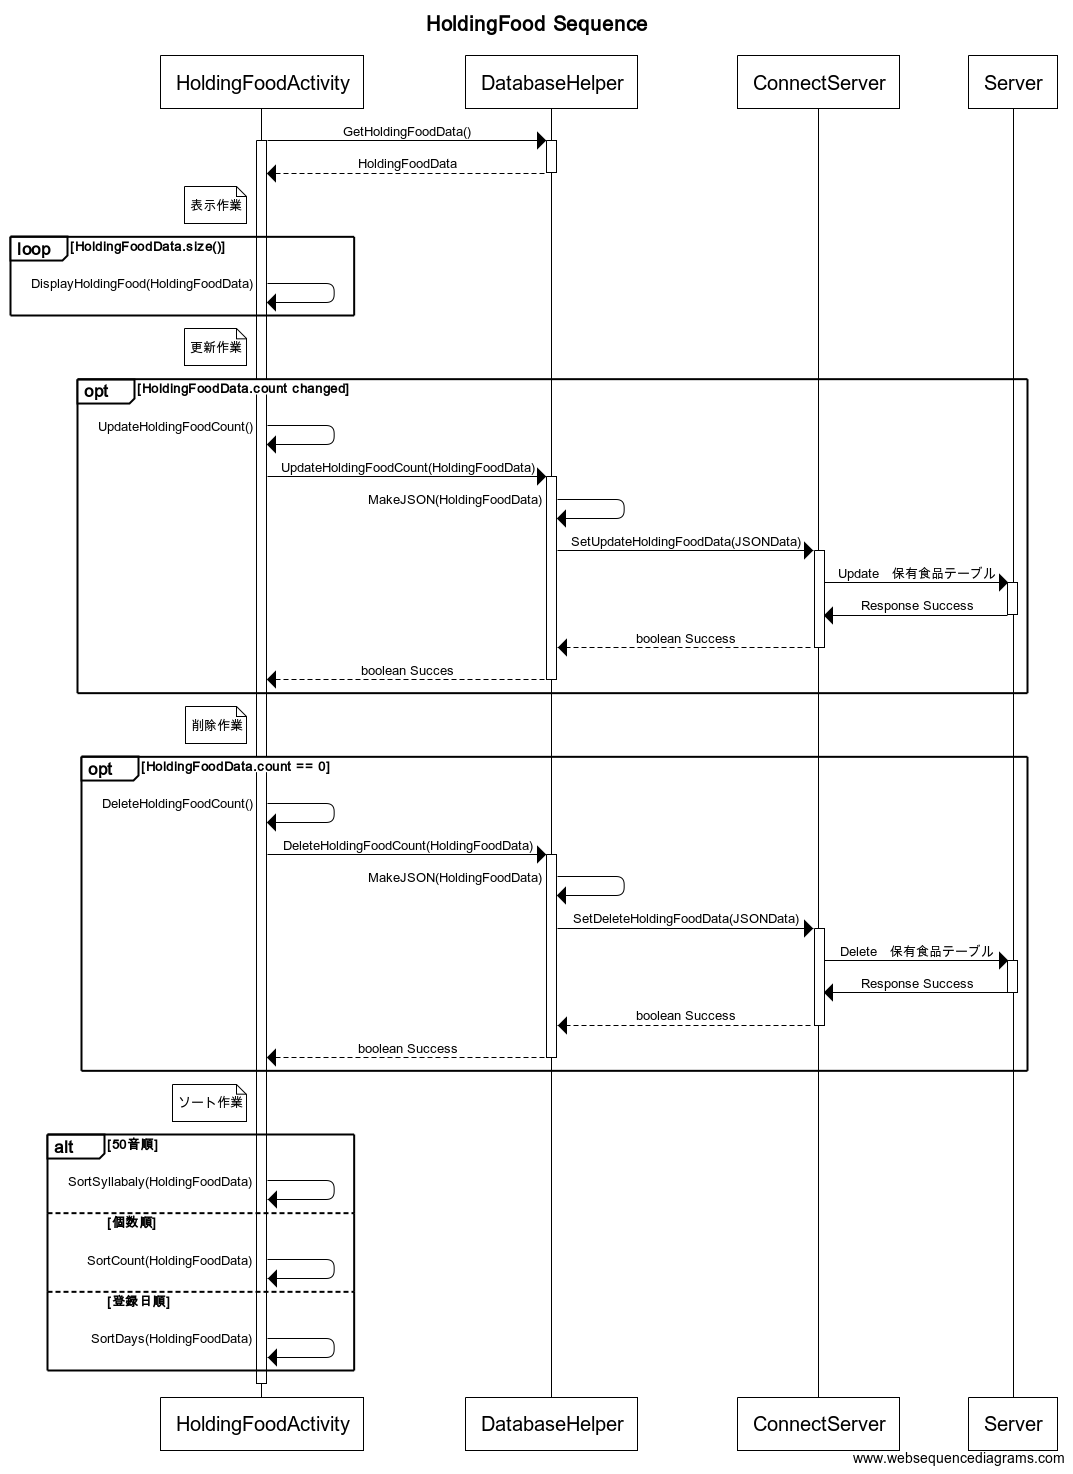 HoldingFood Sequence
HoldingFoodActivity
DatabaseHelper
ConnectServer
Server
GetHoldingFoodData()
HoldingFoodData
表示作業
loop
[HoldingFoodData.size()]
DisplayHoldingFood(HoldingFoodData)
更新作業
opt
[HoldingFoodData.count changed]
UpdateHoldingFoodCount()
UpdateHoldingFoodCount(HoldingFoodData)
MakeJSON(HoldingFoodData)
SetUpdateHoldingFoodData(JSONData)
Update　保有食品テーブル
Response Success
boolean Success
boolean Succes
削除作業
opt
[HoldingFoodData.count == 0]
DeleteHoldingFoodCount()
DeleteHoldingFoodCount(HoldingFoodData)
MakeJSON(HoldingFoodData)
SetDeleteHoldingFoodData(JSONData)
Delete　保有食品テーブル
Response Success
boolean Success
boolean Success
ソート作業
alt
[50音順]
SortSyllabaly(HoldingFoodData)
[個数順]
SortCount(HoldingFoodData)
[登録日順]
SortDays(HoldingFoodData)
HoldingFoodActivity
DatabaseHelper
ConnectServer
Server
www.websequencediagrams.com